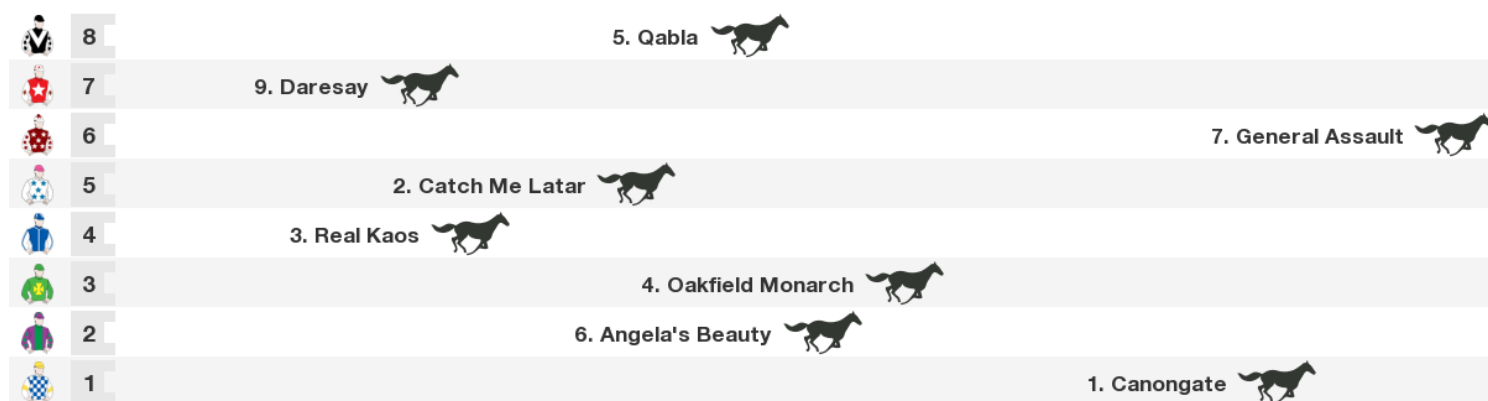 8 5. Qabla
7 9. Daresay
6 7. General Assault
5 2. Catch Me Latar
4 3. Real Kaos
3 4. Oakfield Monarch
2 6. Angela's Beauty
1 1. Canongate